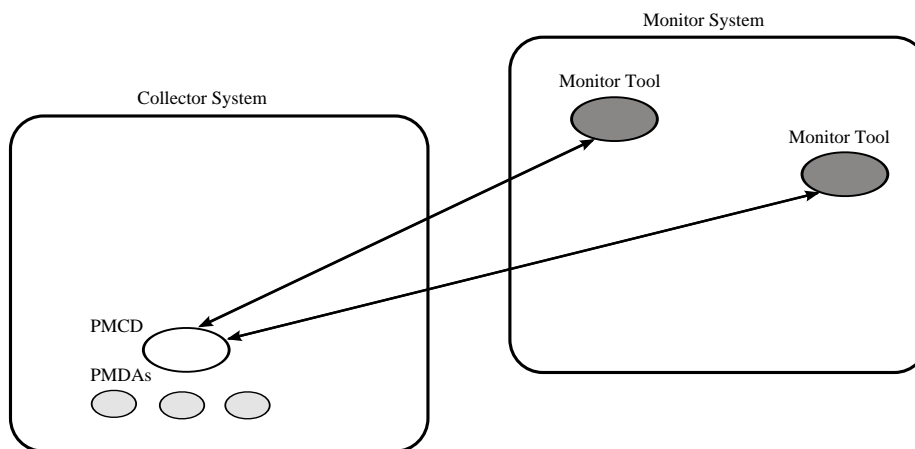 Monitor System
Monitor Tool
Collector System
Monitor Tool
PMCD
PMDAs